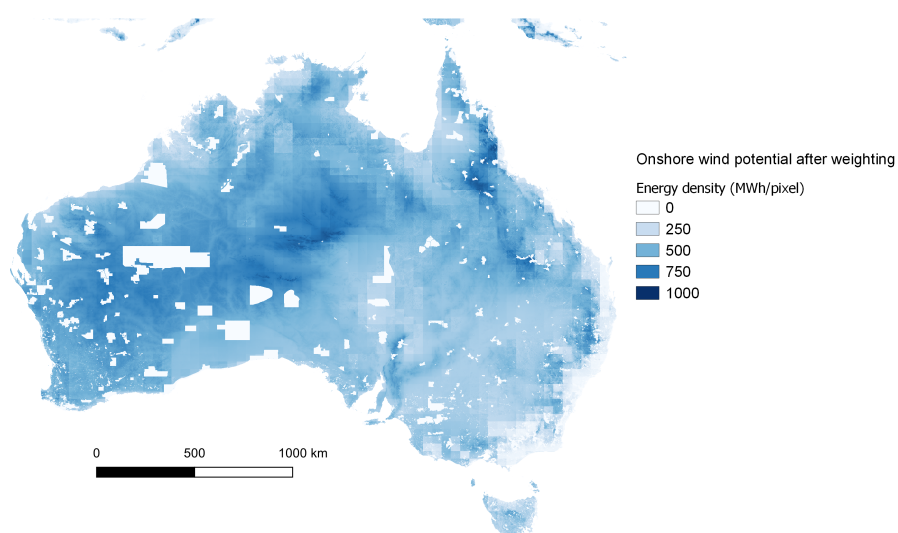 Onshore wind potential after weighting
Energy density (MWh/pixel)
0
250
500
750
1000
0 500 1000 km